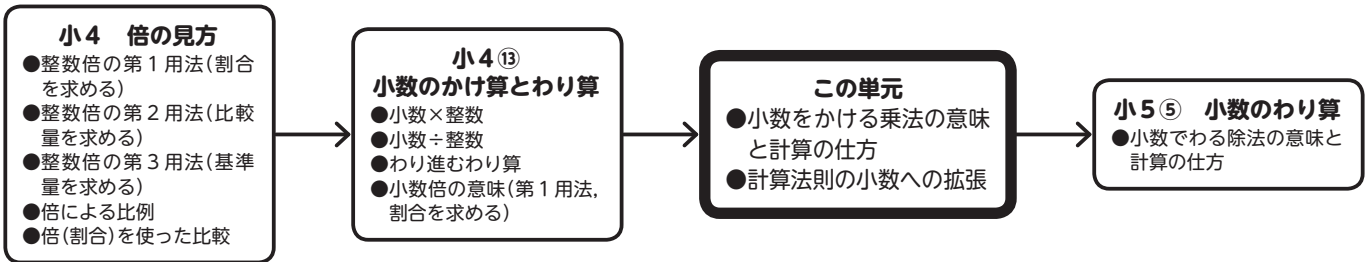 小4 倍の見方
●整数倍の第1用法(割合
を求める)
●整数倍の第2用法(比較
量を求める)
●整数倍の第3用法(基準
量を求める)
●倍による比例
●倍(割合)を使った比較
小4⑬
小数のかけ算とわり算
●小数×整数
●小数÷整数
●わり進むわり算
●小数倍の意味(第1用法,
割合を求める)
この単元
●小数をかける乗法の意味
と計算の仕方
●計算法則の小数への拡張
小5⑤ 小数のわり算
●小数でわる除法の意味と
計算の仕方